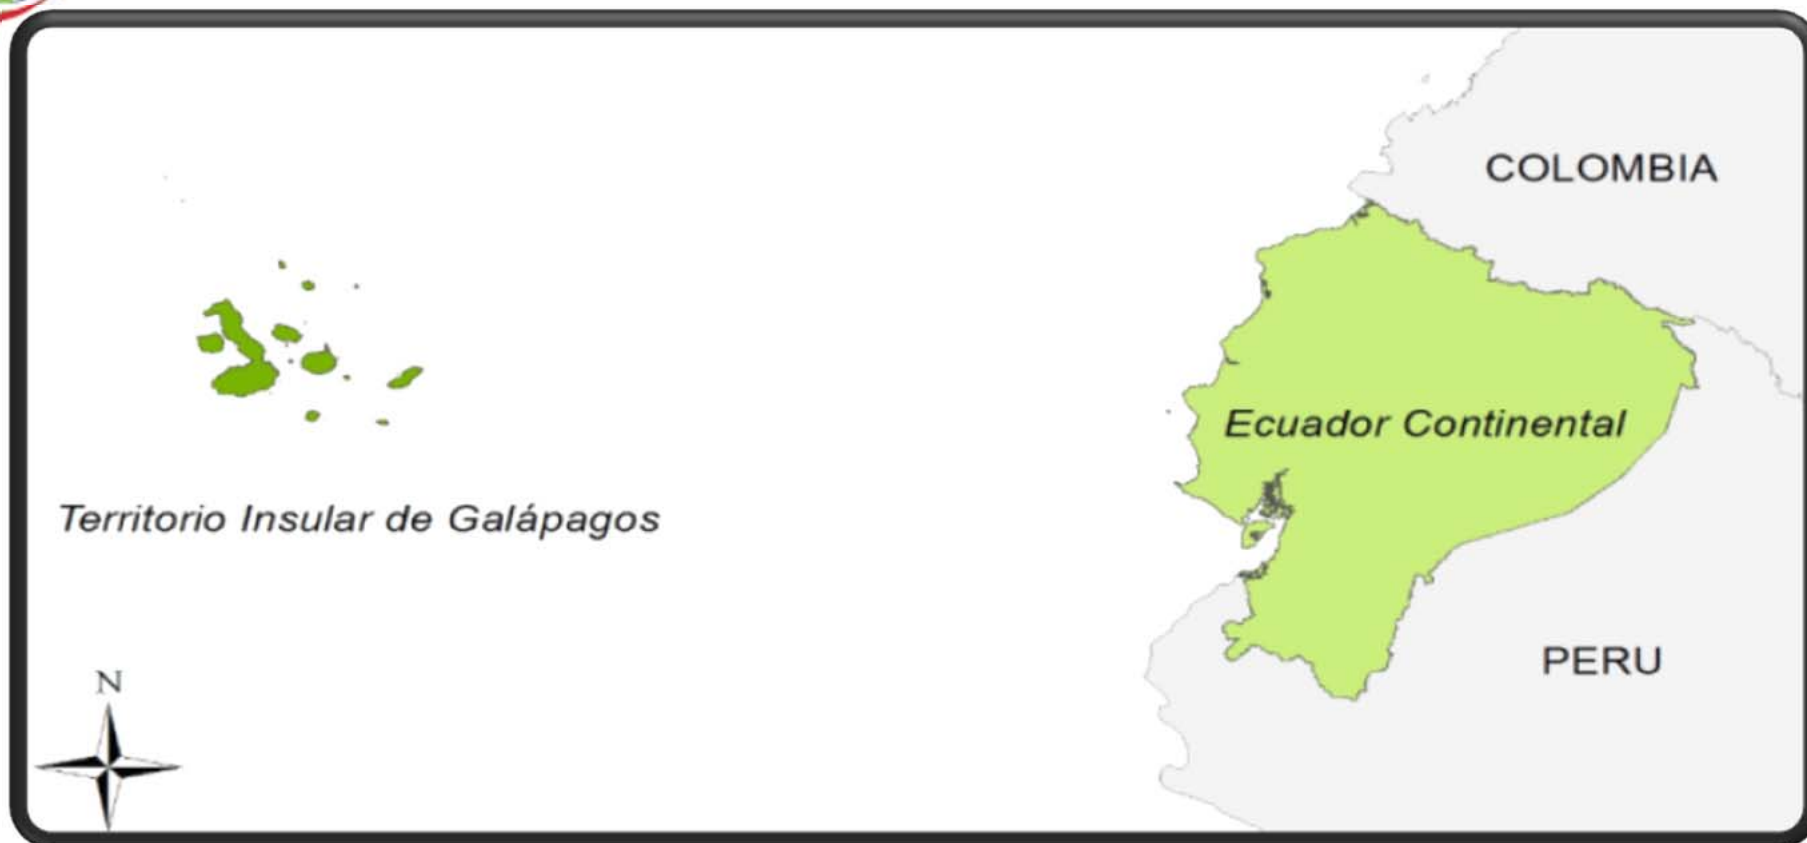 COLOMBIA
Ecuador Continental
Territorio Insular de Galápagos
PERU
N